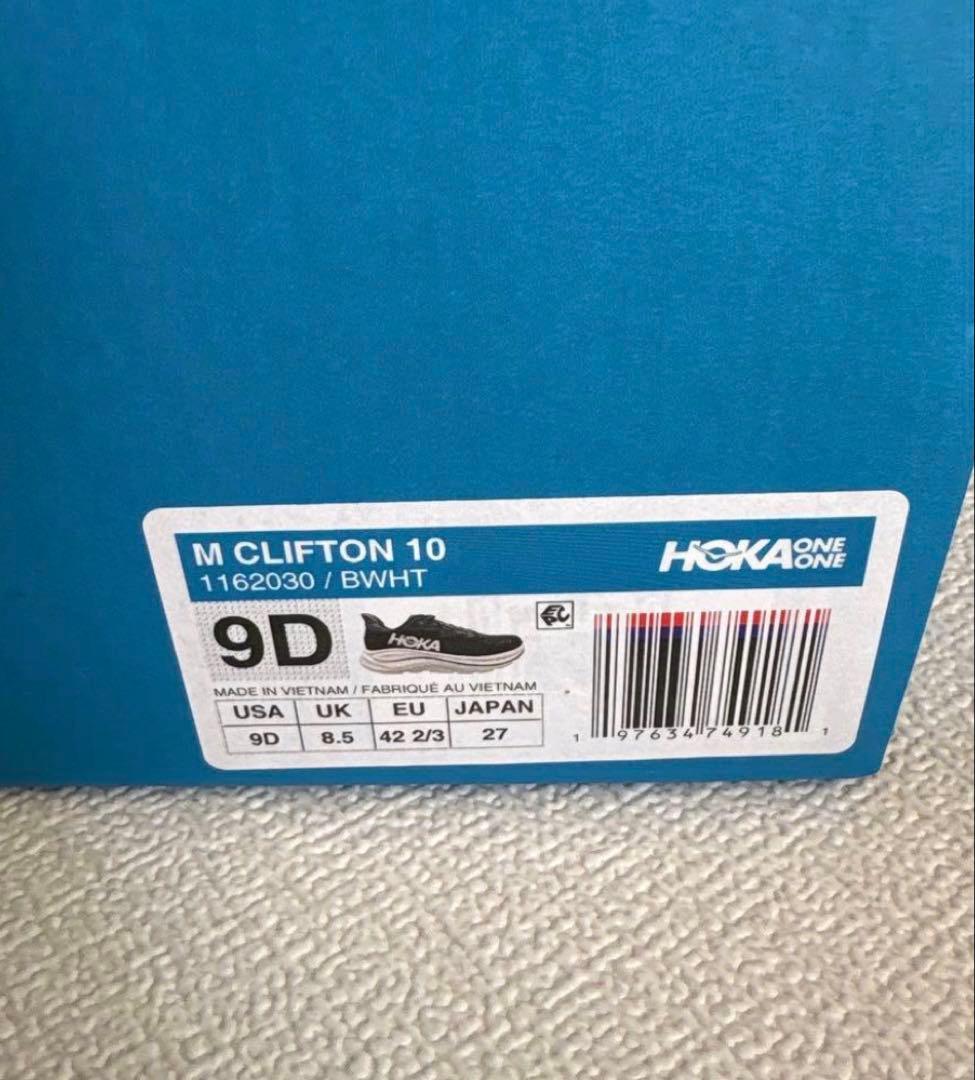 M CLIFTON 10
1162030 / BWHT
HOKA ONE ONE
9D
HOKA
MADE IN VIETNAM / FABRIQUÉ AU VIETNAM
USA UK EU JAPAN
9D 8.5 42 2/3 27
1 97634 74918 1